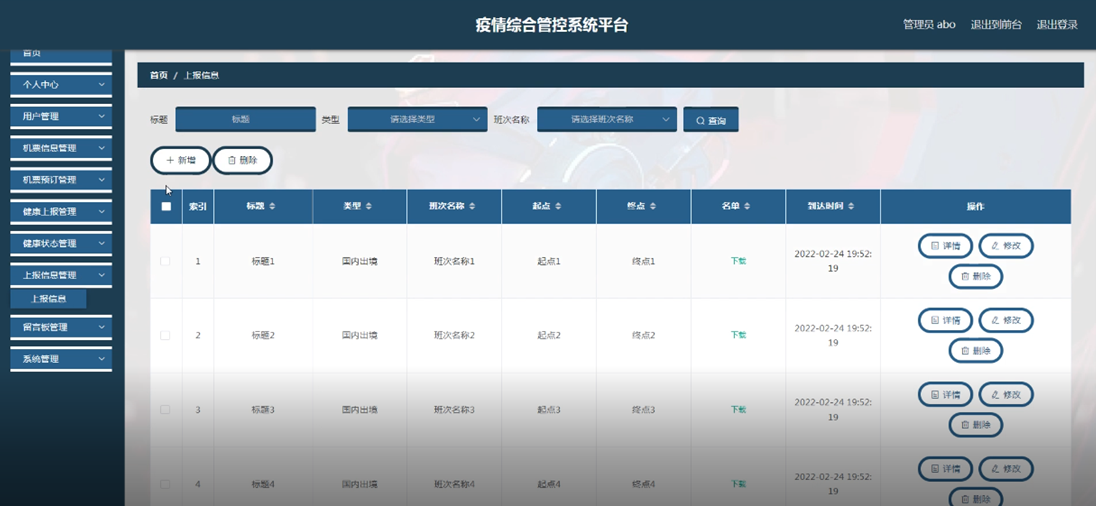 疫情综合管控系统平台
管理员 abo 退出到前台 退出登录
首页
个人中心
用户管理
机票信息管理
机票预订管理
健康上报管理
健康状态管理
上报信息管理
上报信息
留言板管理
系统管理
首页 / 上报信息
标题 标题 类型 请选择类型 班次名称 请选择班次名称 查询
+ 新增 删除
索引 标题 类型 班次名称 起点 终点 名单 到达时间 操作
1 标题1 国内出境 班次名称1 起点1 终点1 下载 2022-02-24 19:52:
19
详情 修改
删除
2 标题2 国内出境 班次名称2 起点2 终点2 下载 2022-02-24 19:52:
19
详情 修改
删除
3 标题3 国内出境 班次名称3 起点3 终点3 下载 2022-02-24 19:52:
19
详情 修改
删除
4 标题4 国内出境 班次名称4 起点4 终点4 下载 2022-02-24 19:52:
19
详情 修改
删除